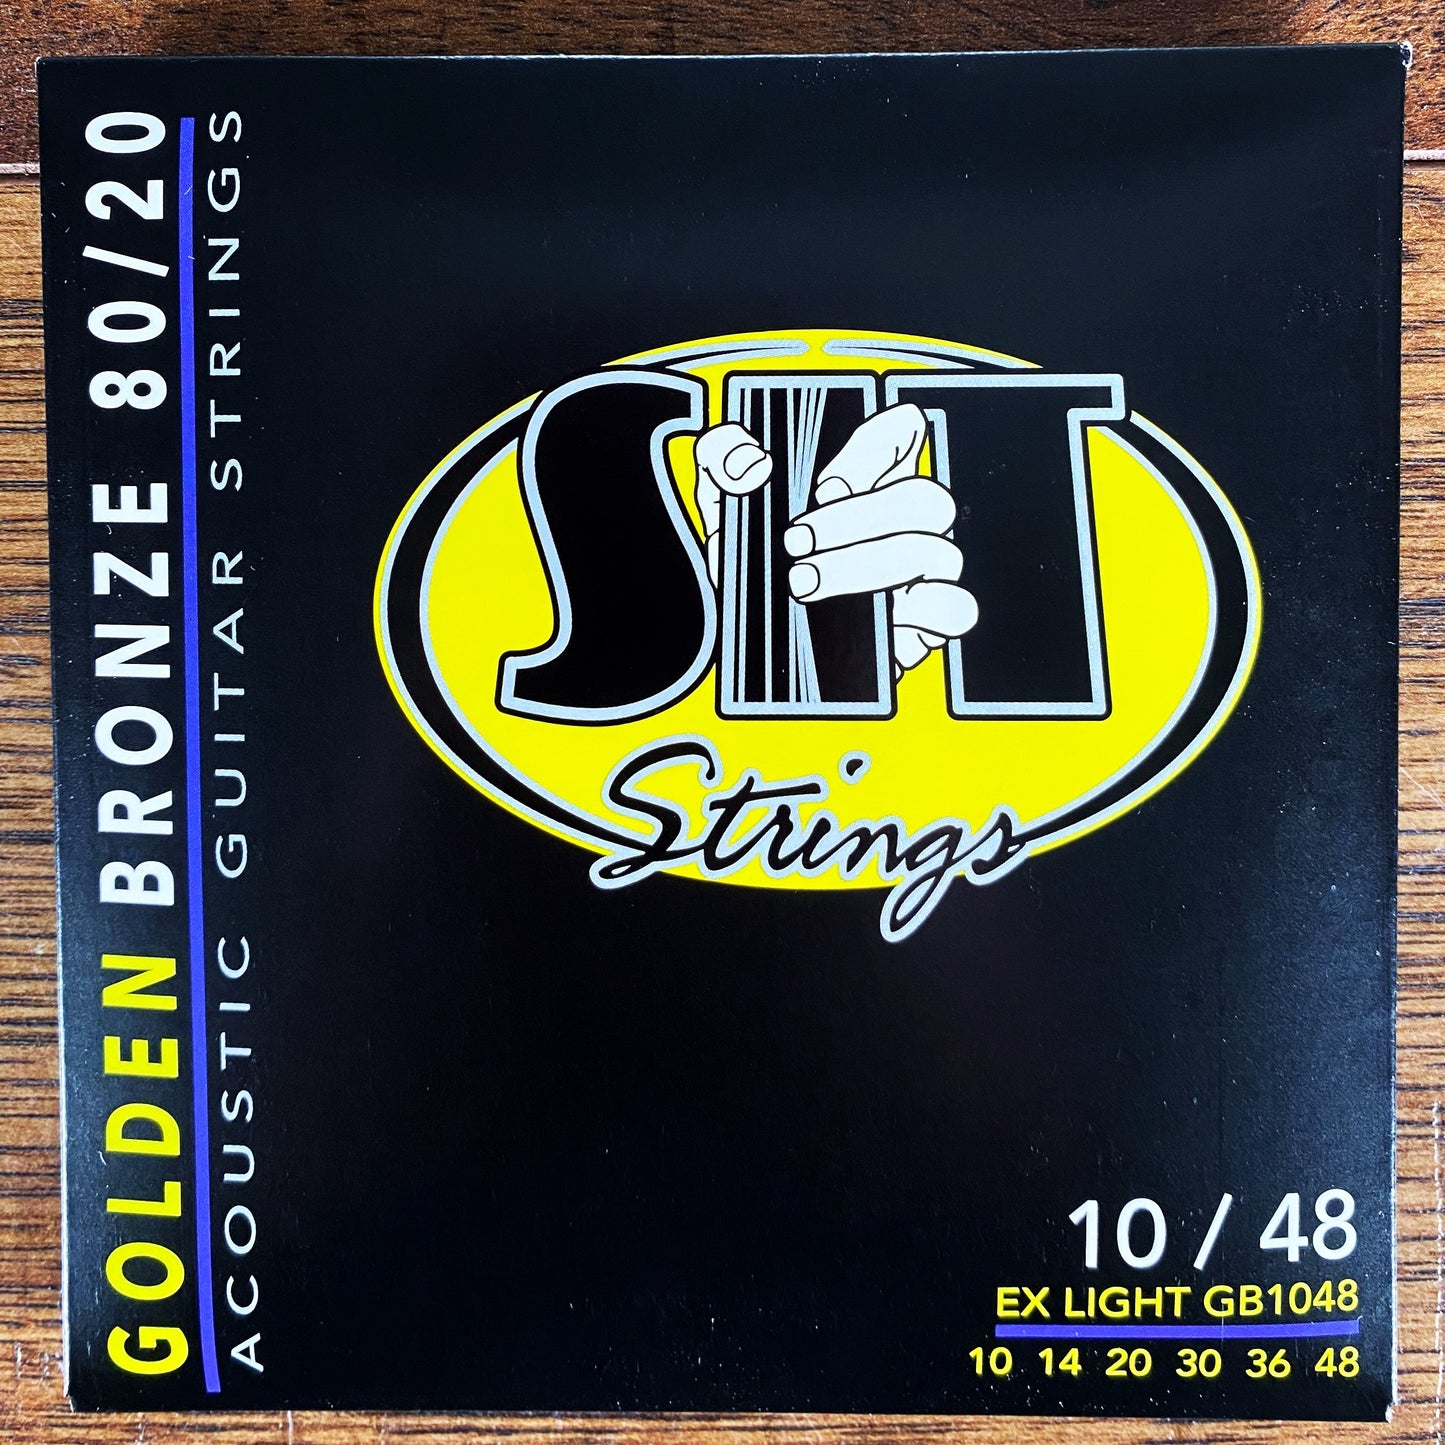 GOLDEN BRONZE 80/20
ACOUSTIC GUITAR STRINGS
SIT
Strings
10 / 48
EX LIGHT GB1048
10 14 20 30 36 48